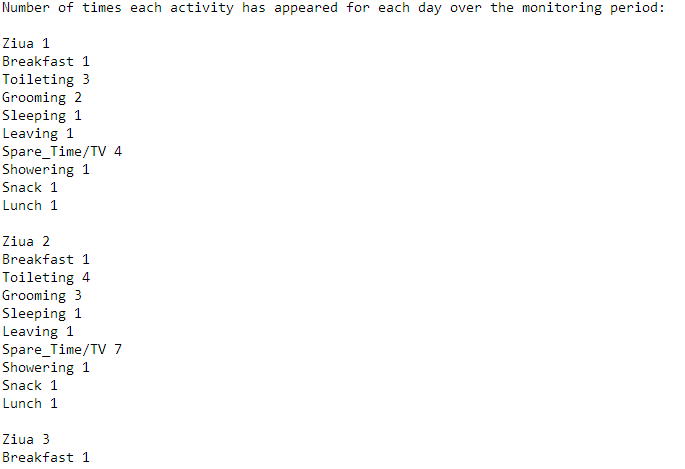 Number of times each activity has appeared for each day over the monitoring period:
Ziua 1
Breakfast 1
Toileting 3
Grooming 2
Sleeping 1
Leaving 1
Spare_Time/TV 4
Showering 1
Snack 1
Lunch 1
Ziua 2
Breakfast 1
Toileting 4
Grooming 3
Sleeping 1
Leaving 1
Spare_Time/TV 7
Showering 1
Snack 1
Lunch 1
Ziua 3
Breakfast 1